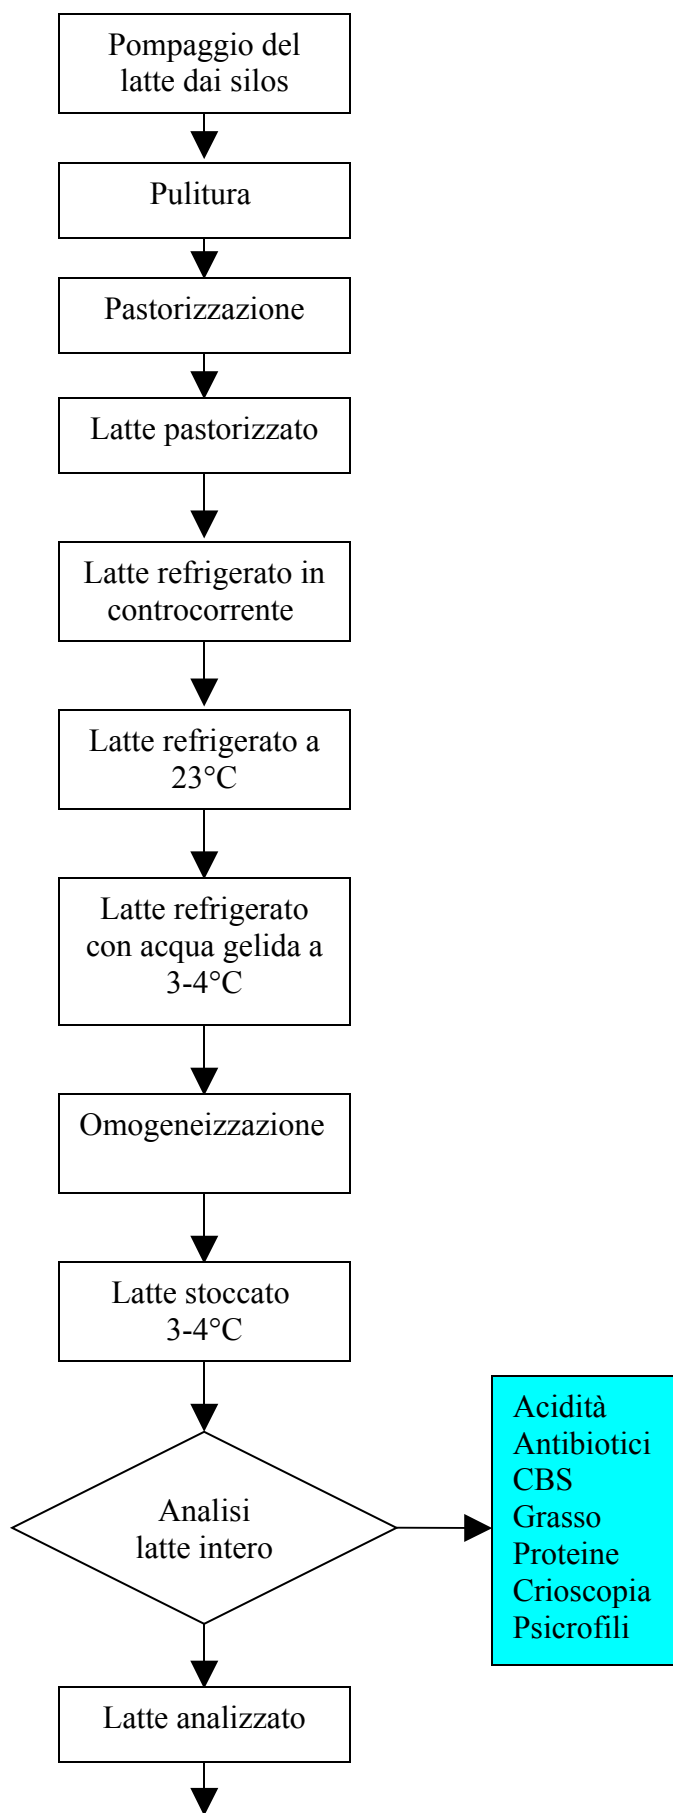 Pompaggio del
latte dai silos
Pulitura
Pastorizzazione
Latte pastorizzato
Latte refrigerato in
controcorrente
Latte refrigerato a
23°C
Latte refrigerato
con acqua gelida a
3-4°C
Omogeneizzazione
Latte stoccato
3-4°C
Analisi
latte intero
Acidità
Antibiotici
CBS
Grasso
Proteine
Crioscopia
Psicrofili
Latte analizzato